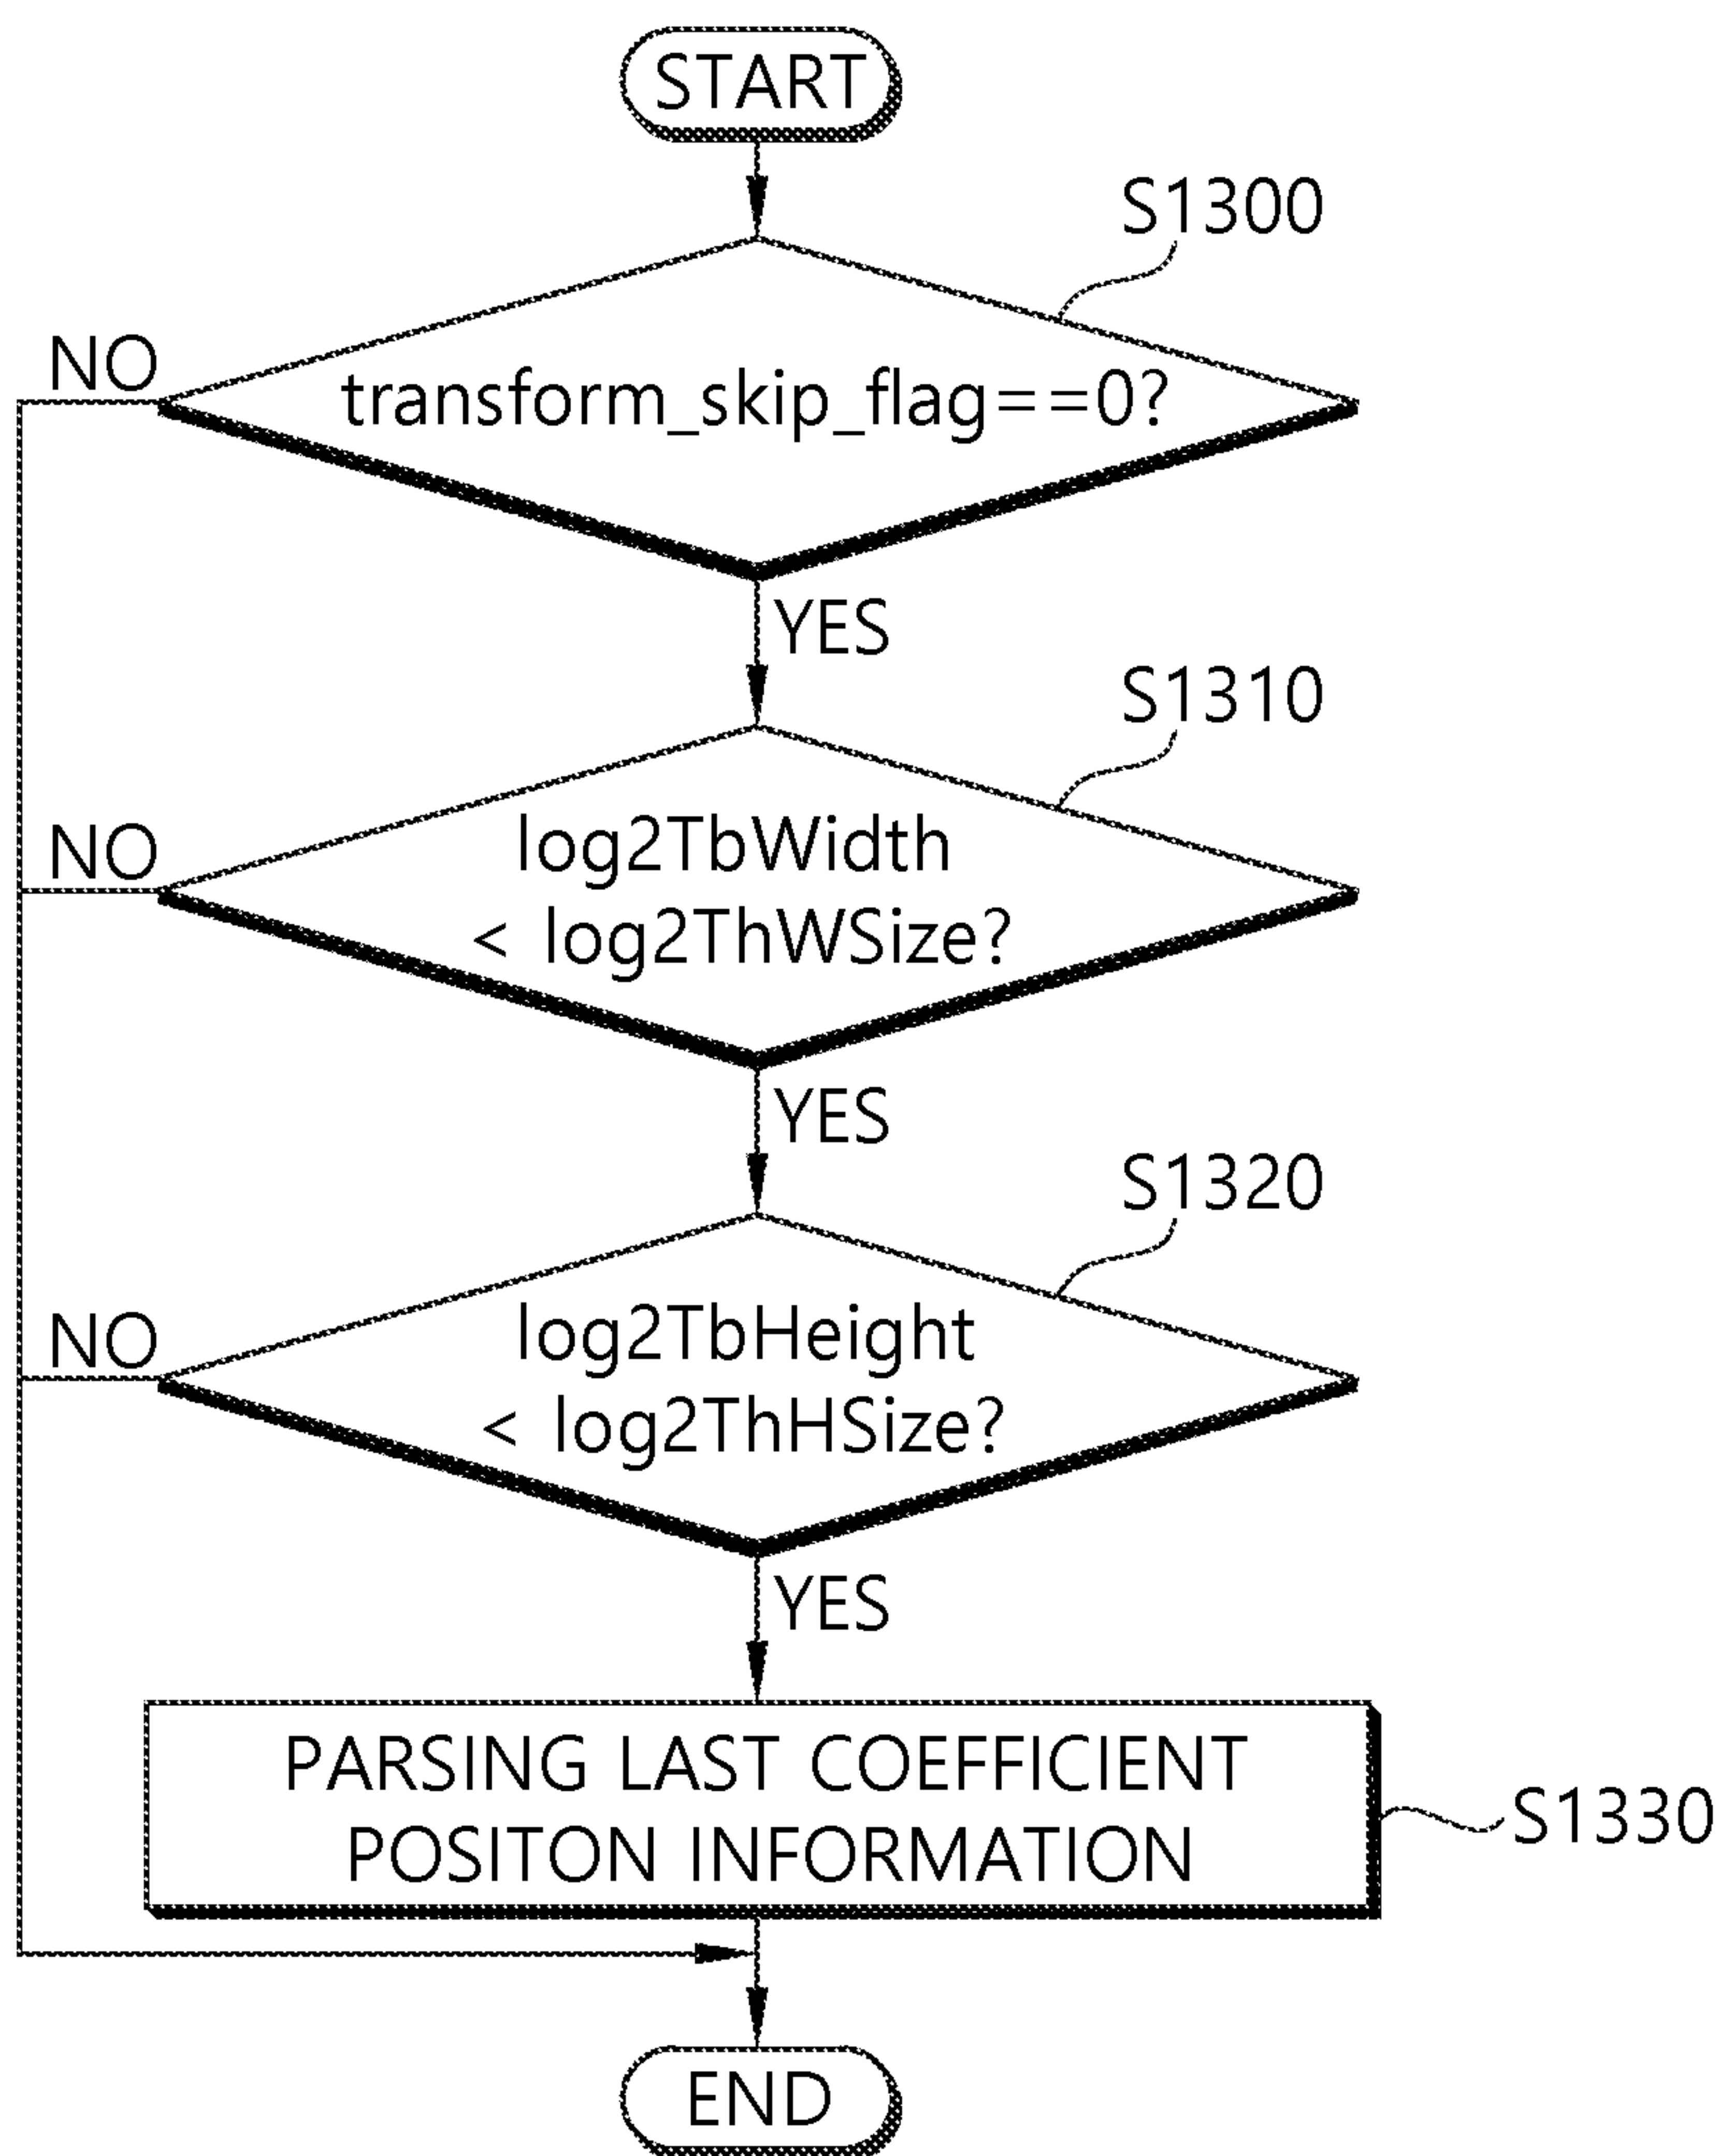 START
S1300
NO
transform_skip_flag==0?
YES
S1310
NO
log2TbWidth
< log2ThWSize?
YES
S1320
NO
log2TbHeight
< log2ThHSize?
YES
PARSING LAST COEFFICIENT
POSITON INFORMATION
S1330
END